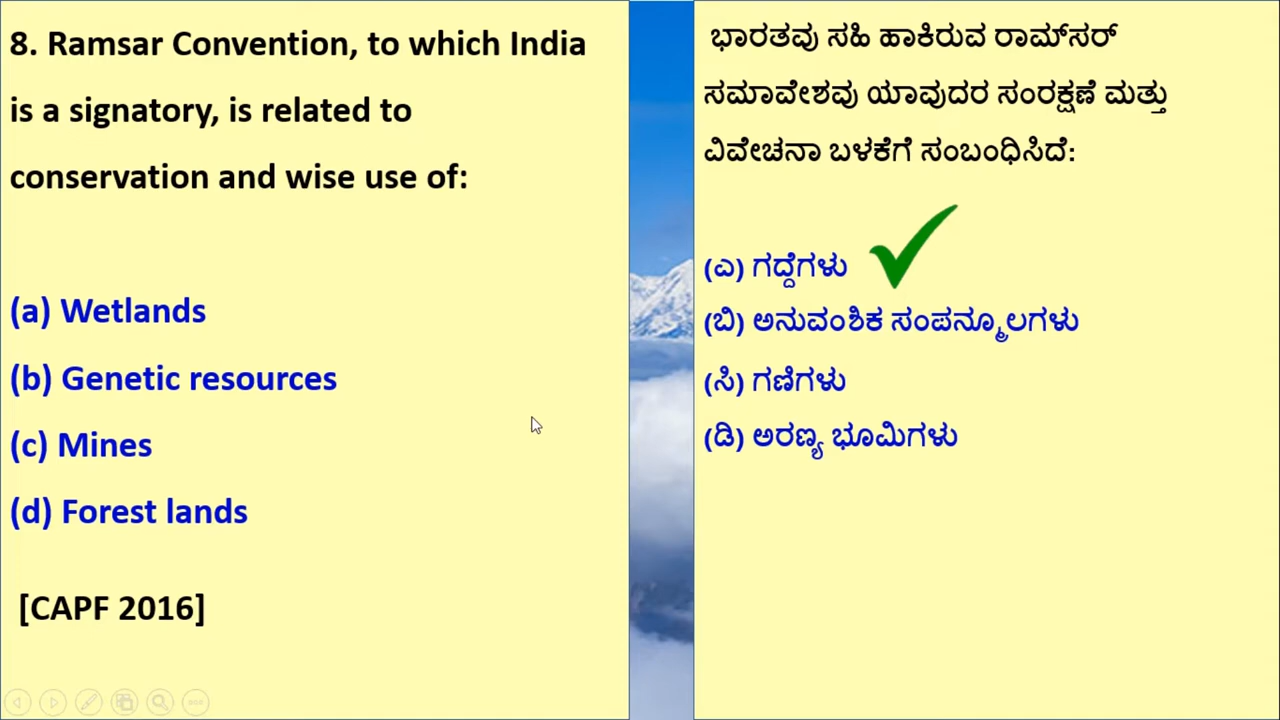 8. Ramsar Convention, to which India
is a signatory, is related to
conservation and wise use of:
(a) Wetlands
(b) Genetic resources
(c) Mines
(d) Forest lands
[CAPF 2016]
ಭಾರತವು ಸಹಿ ಹಾಕಿರುವ ರಾಮ್‌ಸರ್
ಸಮಾವೇಶವು ಯಾವುದರ ಸಂರಕ್ಷಣೆ ಮತ್ತು
ವಿವೇಚನಾ ಬಳಕೆಗೆ ಸಂಬಂಧಿಸಿದೆ:
(ಎ) ಗದ್ದೆಗಳು
(ಬಿ) ಅನುವಂಶಿಕ ಸಂಪನ್ಮೂಲಗಳು
(ಸಿ) ಗಣಿಗಳು
(ಡಿ) ಅರಣ್ಯ ಭೂಮಿಗಳು